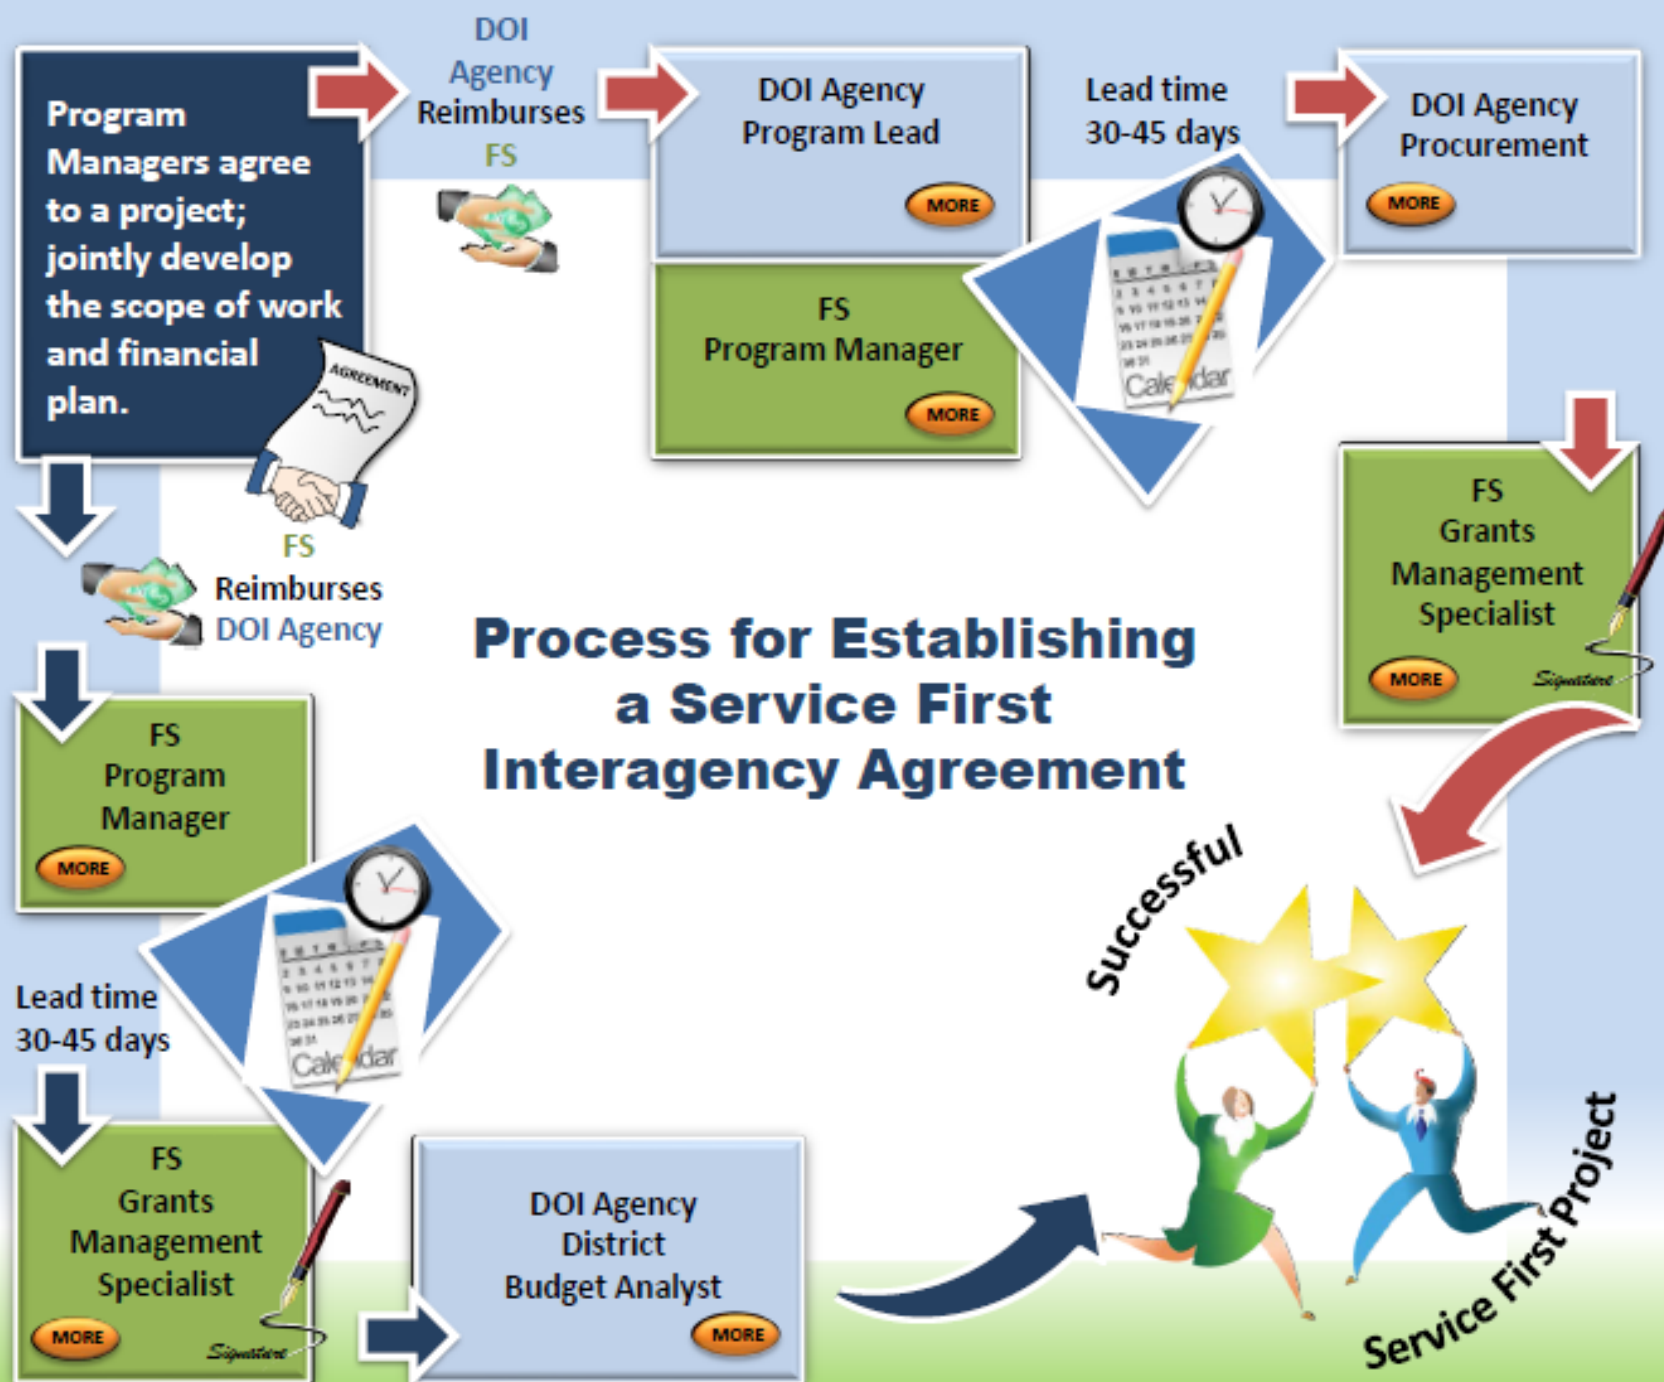 Program
Managers agree
to a project;
jointly develop
the scope of work
and financial
plan.
AGREEMENT
DOI
Agency
Reimburses
FS
DOI Agency
Program Lead
MORE
FS
Program Manager
MORE
Lead time
30-45 days
Calendar
DOI Agency
Procurement
MORE
FS
Grants
Management
Specialist
MORE
Signature
FS
Reimburses
DOI Agency
FS
Program
Manager
MORE
Lead time
30-45 days
Calendar
FS
Grants
Management
Specialist
MORE
Signature
DOI Agency
District
Budget Analyst
MORE
Process for Establishing
a Service First
Interagency Agreement
Successful
Service First Project